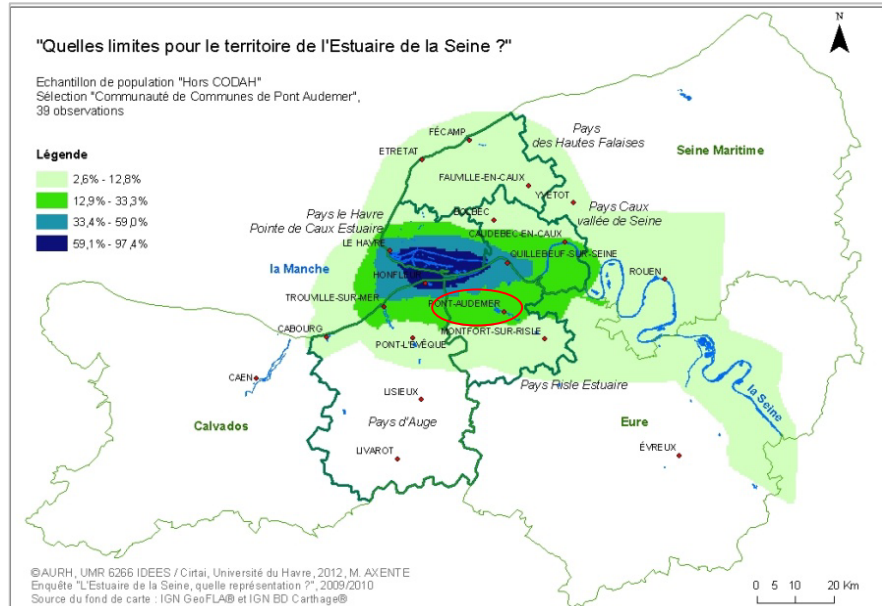 "Quelles limites pour le territoire de l'Estuaire de la Seine ?"
N
Echantillon de population "Hors CODAH"
Sélection "Communauté de Communes de Pont Audemer",
39 observations
Légende
2,6% - 12,8%
12,9% - 33,3%
33,4% - 59,0%
59,1% - 97,4%
FÉCAMP
Pays
des Hautes Falaises
Seine Maritime
ETRETAT
FAUVILLE-EN-CAUX
YVETOT
Pays le Havre
Pointe de Caux Estuaire
BOLBEC
Pays Caux
vallée de Seine
CAUDEBEC-EN-CAUX
LE HAVRE
QUILLEBEUF-SUR-SEINE
la Manche
HONFLEUR
ROUEN
TROUVILLE-SUR-MER
PONT-AUDEMER
CABOURG
MONTFORT-SUR-RISLE
PONT-L'ÉVÊQUE
CAEN
Pays Risle Estuaire
la Seine
LISIEUX
Calvados
Pays d'Auge
Eure
LIVAROT
ÉVREUX
©AURH, UMR 6266 IDEES / Cirtai, Université du Havre, 2012, M. AXENTE
Enquête "L'Estuaire de la Seine, quelle représentation ?", 2009/2010
Source du fond de carte : IGN GeoFLA® et IGN BD Carthage®
0 5 10 20 Km